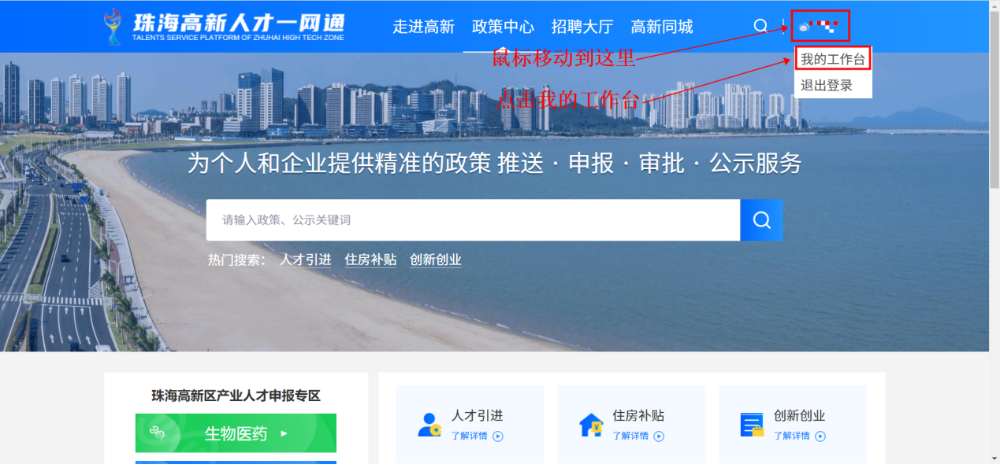 珠海高新人才一网通
TALENTS SERVICE PLATFORM OF ZHUHAI HIGH TECH ZONE
走进高新 政策中心 招聘大厅 高新同城
鼠标移动到这里
我的工作台
退出登录
点击我的工作台
为个人和企业提供精准的政策 推送 · 申报 · 审批 · 公示服务
请输入政策、公示关键词
热门搜索： 人才引进 住房补贴 创新创业
珠海高新区产业人才申报专区
生物医药
人才引进
了解详情
住房补贴
了解详情
创新创业
了解详情